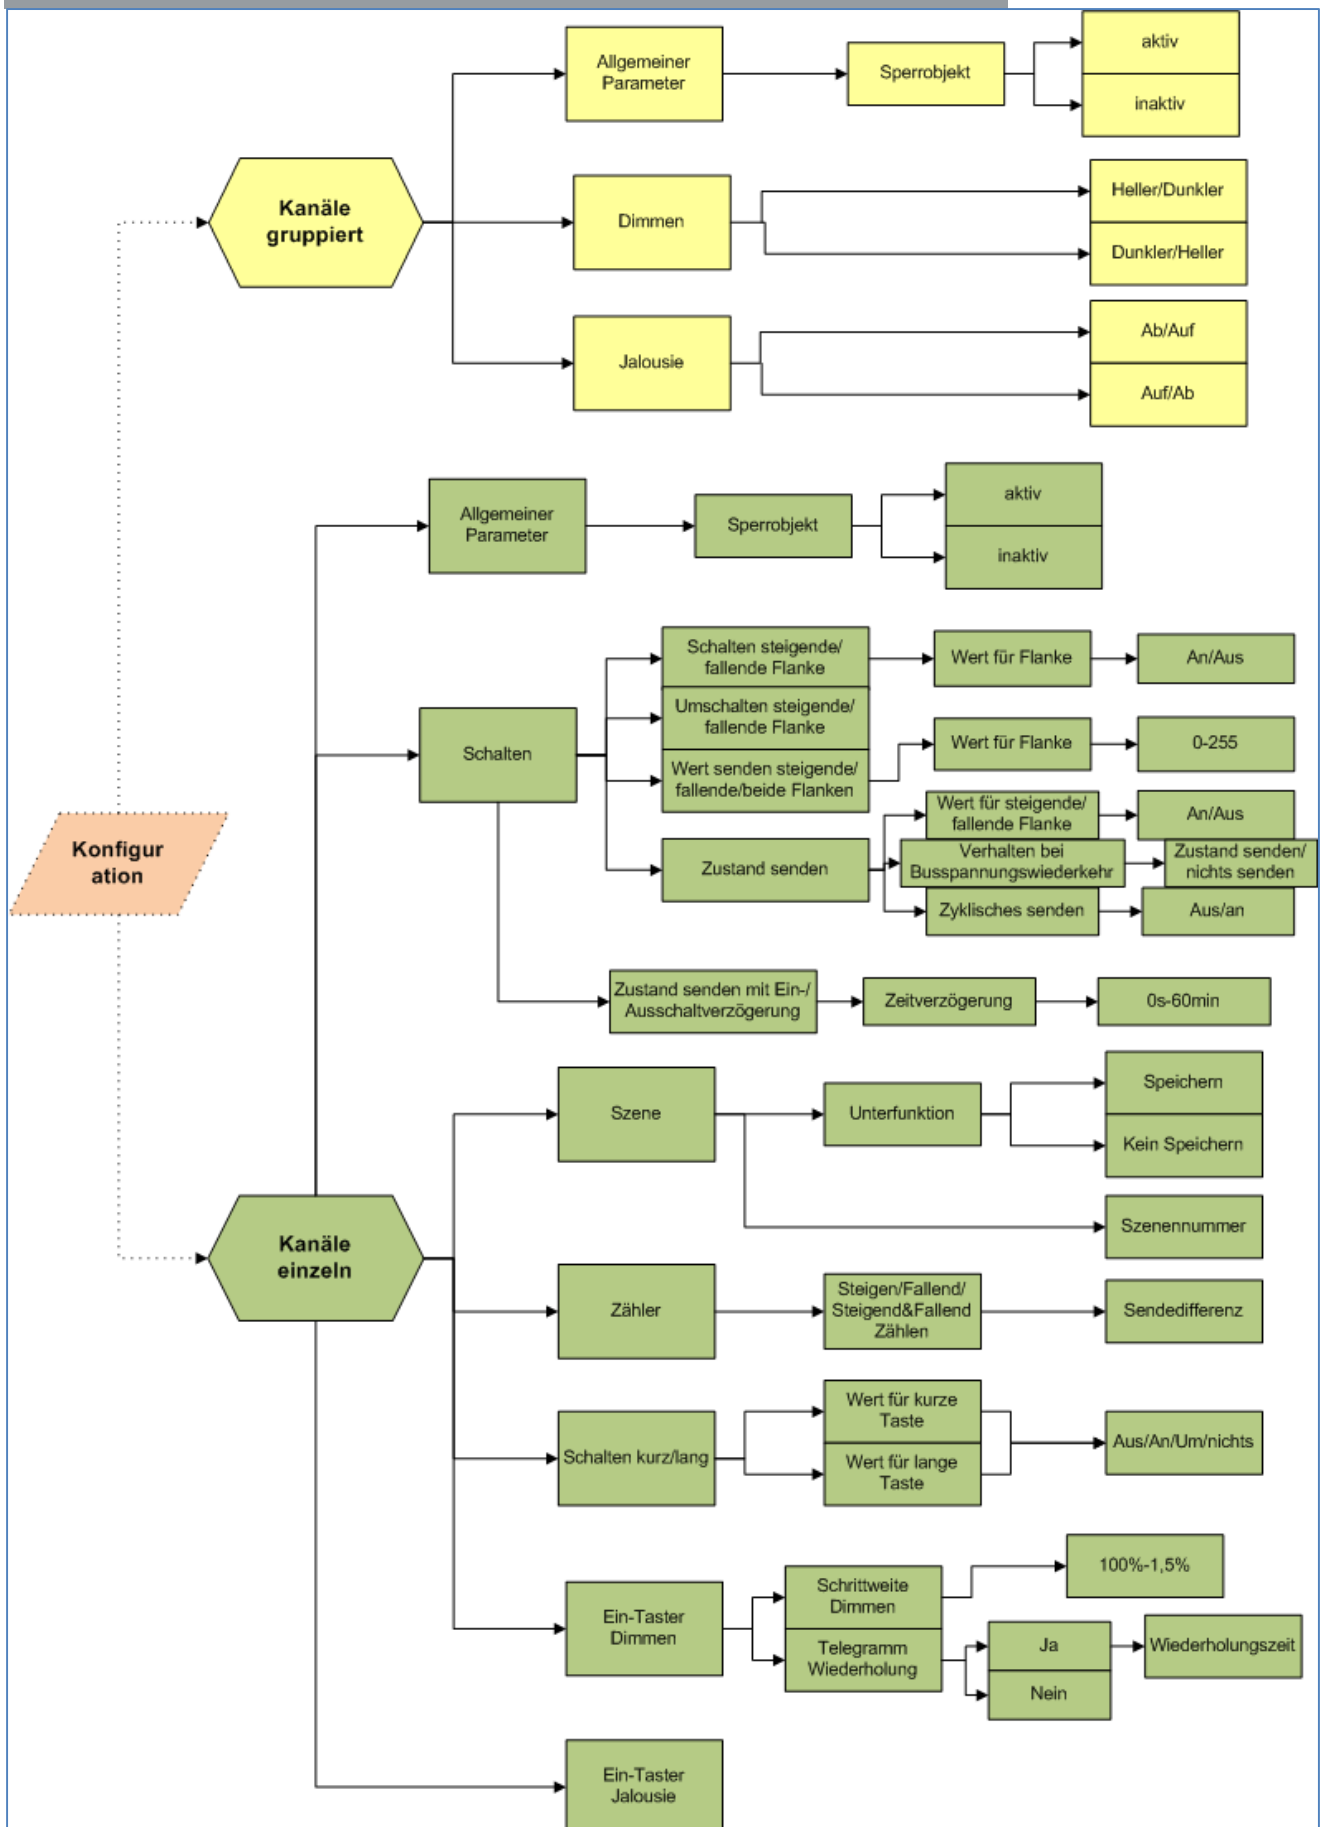 Allgemeiner
Parameter
Sperrobjekt
aktiv
inaktiv
Kanäle
gruppiert
Dimmen
Heller/Dunkler
Dunkler/Heller
Jalousie
Ab/Auf
Auf/Ab
Allgemeiner
Parameter
Sperrobjekt
aktiv
inaktiv
Schalten
Schalten steigende/
fallende Flanke
Wert für Flanke
An/Aus
Umschalten steigende/
fallende Flanke
Wert senden steigende/
fallende/beide Flanken
Wert für Flanke
0-255
Zustand senden
Wert für steigende/
fallende Flanke
An/Aus
Verhalten bei
Busspannungswiederkehr
Zustand senden/
nichts senden
Zyklisches senden
Aus/an
Konfigur
ation
Zustand senden mit Ein-/
Ausschaltverzögerung
Zeitverzögerung
0s-60min
Kanäle
einzeln
Szene
Unterfunktion
Speichern
Kein Speichern
Szenennummer
Zähler
Steigen/Fallend/
Steigend&Fallend
Zählen
Sendedifferenz
Schalten kurz/lang
Wert für kurze
Taste
Wert für lange
Taste
Aus/An/Um/nichts
Ein-Taster
Dimmen
Schrittweite
Dimmen
100%-1,5%
Telegramm
Wiederholung
Ja
Wiederholungszeit
Nein
Ein-Taster
Jalousie